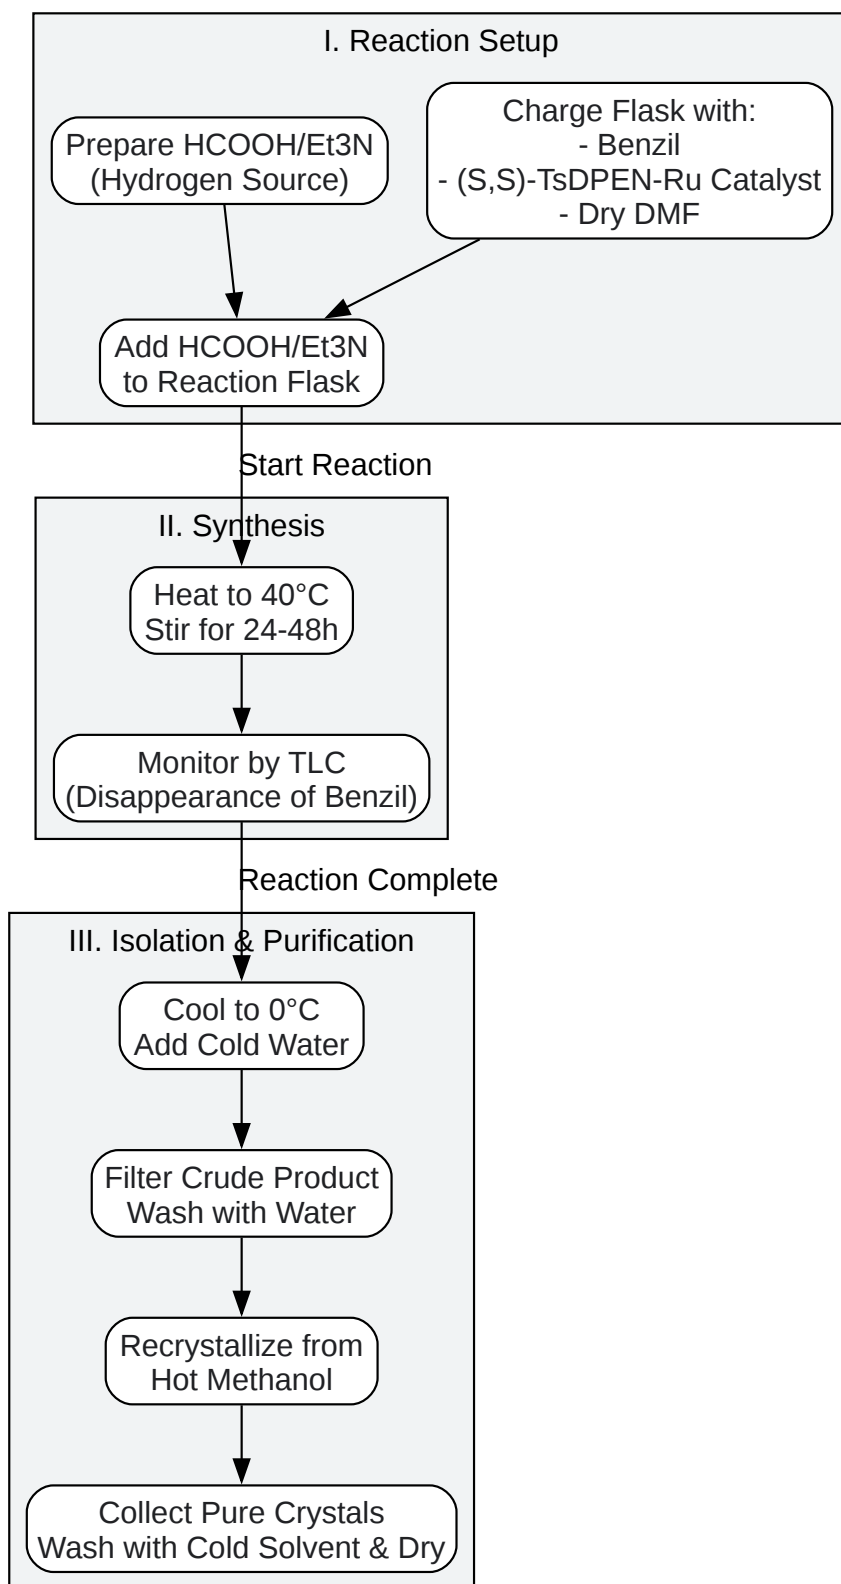 I. Reaction Setup
Prepare HCOOH/Et3N
(Hydrogen Source)
Charge Flask with:
- Benzil
- (S,S)-TsDPEN-Ru Catalyst
- Dry DMF
Add HCOOH/Et3N
to Reaction Flask
Start Reaction
II. Synthesis
Heat to 40°C
Stir for 24-48h
Monitor by TLC
(Disappearance of Benzil)
Reaction Complete
III. Isolation & Purification
Cool to 0°C
Add Cold Water
Filter Crude Product
Wash with Water
Recrystallize from
Hot Methanol
Collect Pure Crystals
Wash with Cold Solvent & Dry